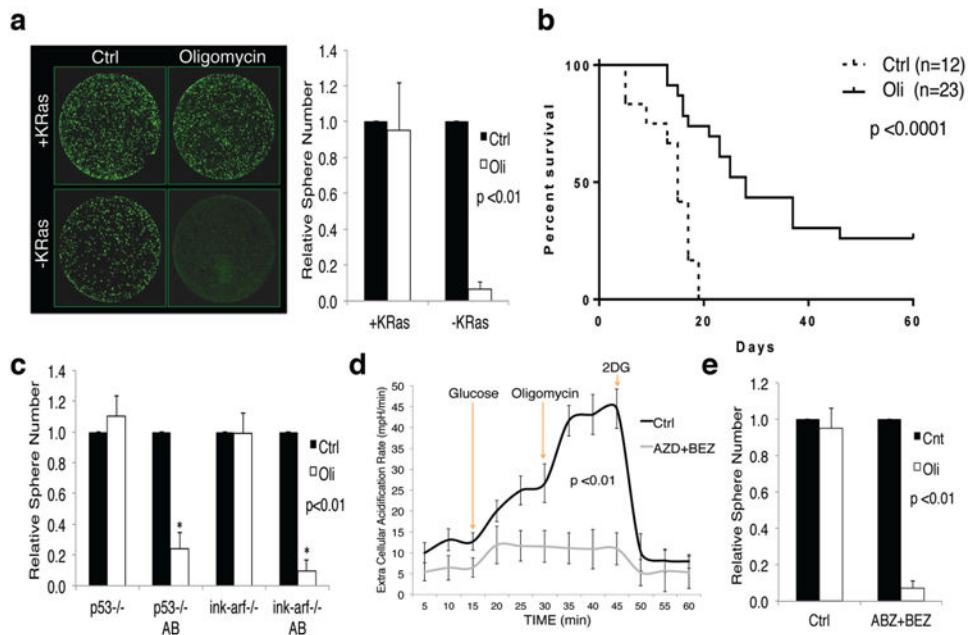 a
Ctrl Oligomycin
+KRas
-KRas
Relative Sphere Number
1.4
1.2
1.0
0.8
0.6
0.4
0.2
0.0
Ctrl
Oli
p <0.01
+KRas -KRas
b
Percent survival
100
50
0
0 20 40 60
Days
Ctrl (n=12)
Oli (n=23)
p <0.0001
c
Relative Sphere Number
1.4
1.2
1.0
0.8
0.6
0.4
0.2
0.0
*
*
Ctrl
Oli
p<0.01
p53-/- p53-/- ink-arf-/- ink-arf-/-
AB AB
d
Extra Cellular Acidification Rate (mpH/min)
50
45
40
35
30
25
20
15
10
5
0
Glucose
Oligomycin
2DG
Ctrl
AZD+BEZ
p <0.01
5 10 15 20 25 30 35 40 45 50 55 60
TIME (min)
e
Relative Sphere Number
1.2
1.0
0.8
0.6
0.4
0.2
0.0
Cnt
Oli
p <0.01
Ctrl ABZ+BEZ